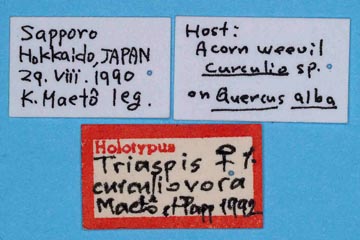 Sapporo
Hokkaido, JAPAN
29. viii. 1990
K. Maetô leg.
Host:
Acorn weevil
Curculio sp.
on Quercus alba
Holotypus
Triaspis ♀
curculiovora
Maetô et Papp 1992